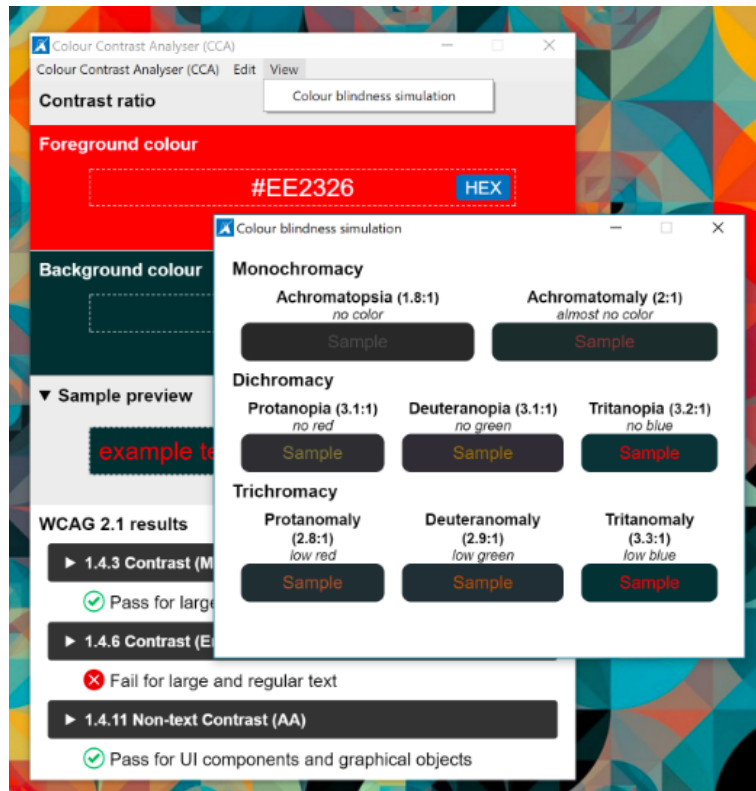 Colour Contrast Analyser (CCA)
Colour Contrast Analyser (CCA) Edit View
Colour blindness simulation
Contrast ratio
Foreground colour
#EE2326 HEX
Background colour
▼ Sample preview
example te
WCAG 2.1 results
▶ 1.4.3 Contrast (M
Pass for large
▶ 1.4.6 Contrast (E
Fail for large and regular text
▶ 1.4.11 Non-text Contrast (AA)
Pass for UI components and graphical objects
Colour blindness simulation
Monochromacy
Achromatopsia (1.8:1) Achromatomaly (2:1)
no color almost no color
Sample Sample
Dichromacy
Protanopia (3.1:1) Deuteranopia (3.1:1) Tritanopia (3.2:1)
no red no green no blue
Sample Sample Sample
Trichromacy
Protanomaly Deuteranomaly Tritanomaly
(2.8:1) (2.9:1) (3.3:1)
low red low green low blue
Sample Sample Sample